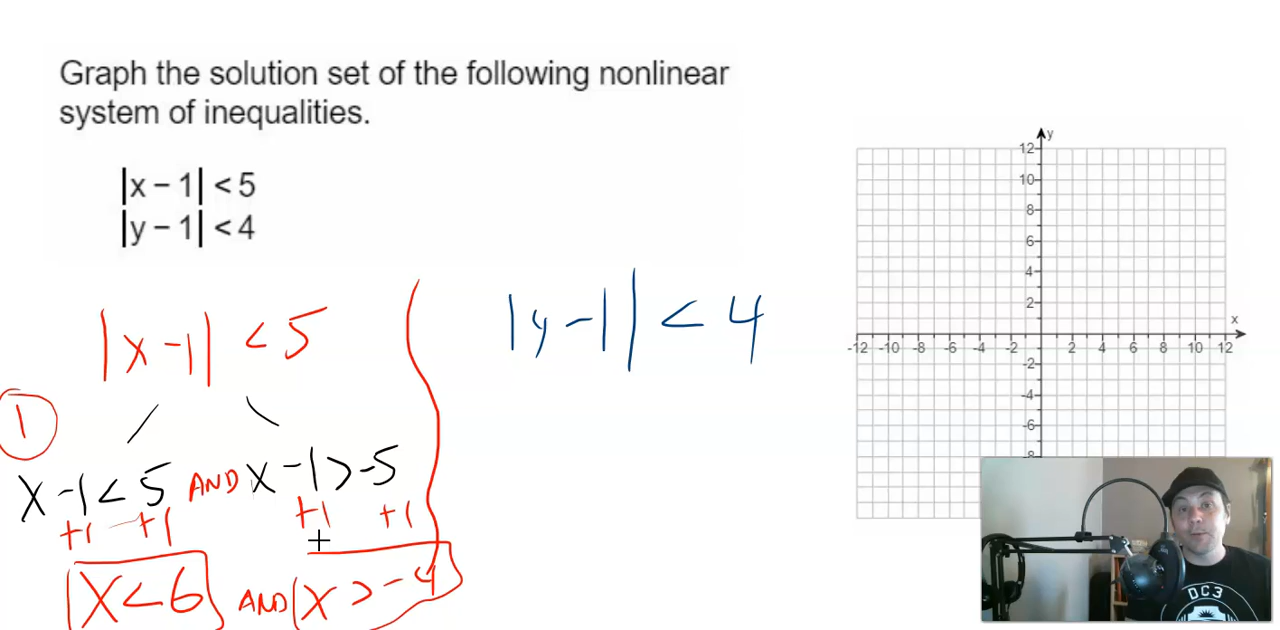 Graph the solution set of the following nonlinear
system of inequalities.
|x − 1| < 5
|y − 1| < 4
|x − 1| < 5
|y − 1| < 4
1
x − 1 < 5 AND x − 1 > −5
+1 +1 +1 +1
x < 6 AND x > −4
y
12
10
8
6
4
2
x
-12 -10 -8 -6 -4 -2 2 4 6 8 10 12
-2
-4
-6
DC3